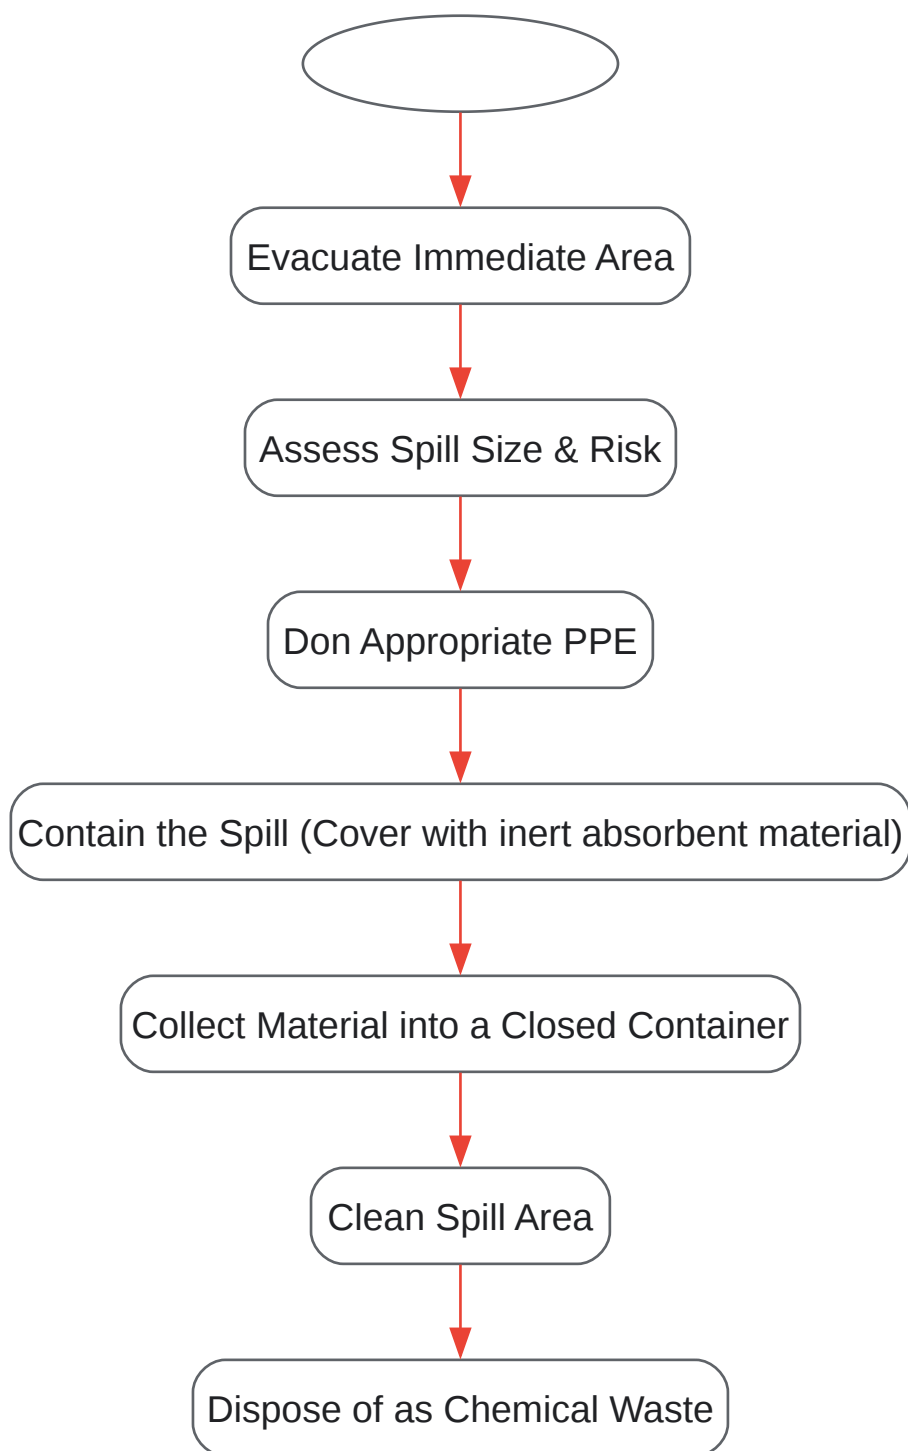 Evacuate Immediate Area
Assess Spill Size & Risk
Don Appropriate PPE
Contain the Spill (Cover with inert absorbent material)
Collect Material into a Closed Container
Clean Spill Area
Dispose of as Chemical Waste